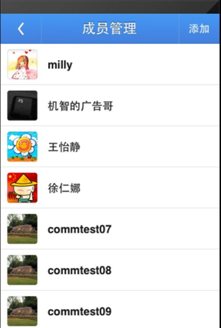 成员管理 添加
milly
机智的广告哥
王怡静
徐仁娜
commtest07
commtest08
commtest09